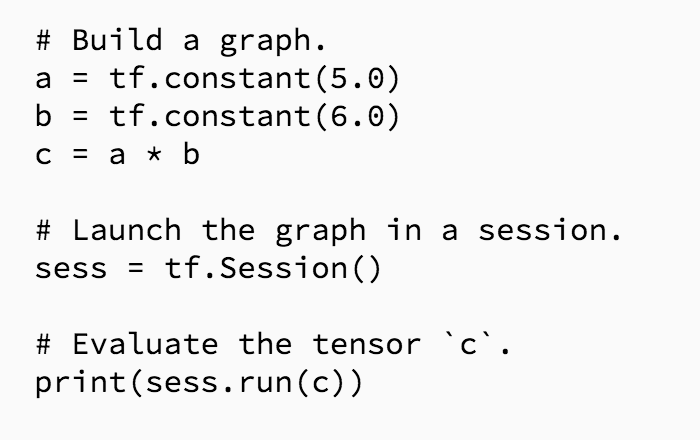 # Build a graph.
a = tf.constant(5.0)
b = tf.constant(6.0)
c = a * b
# Launch the graph in a session.
sess = tf.Session()
# Evaluate the tensor `c`.
print(sess.run(c))